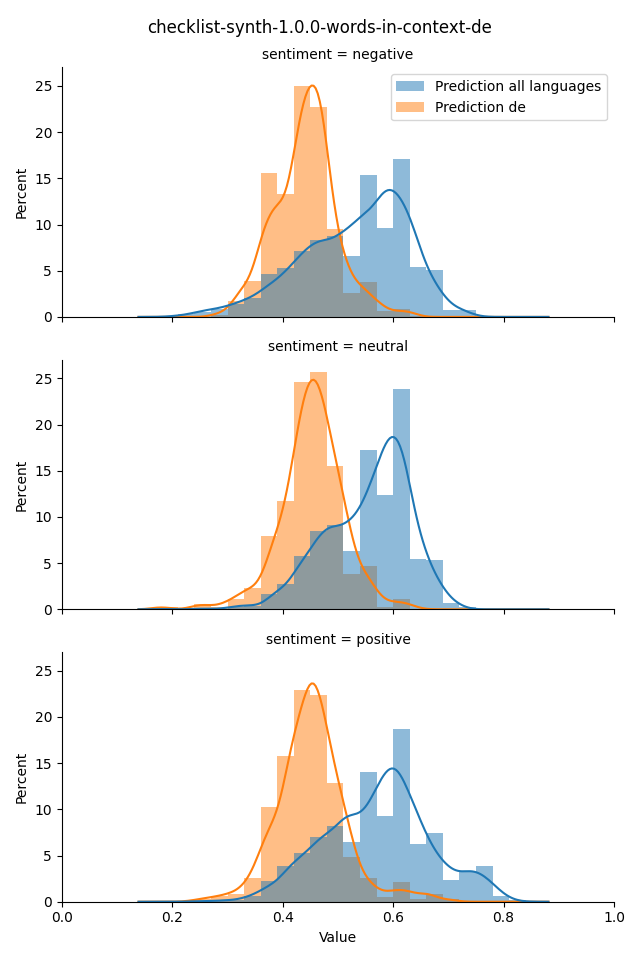 checklist-synth-1.0.0-words-in-context-de
sentiment = negative
Prediction all languages
Prediction de
25
20
15
10
5
0
Percent
sentiment = neutral
25
20
15
10
5
0
Percent
sentiment = positive
25
20
15
10
5
0
Percent
0.0 0.2 0.4 0.6 0.8 1.0
Value